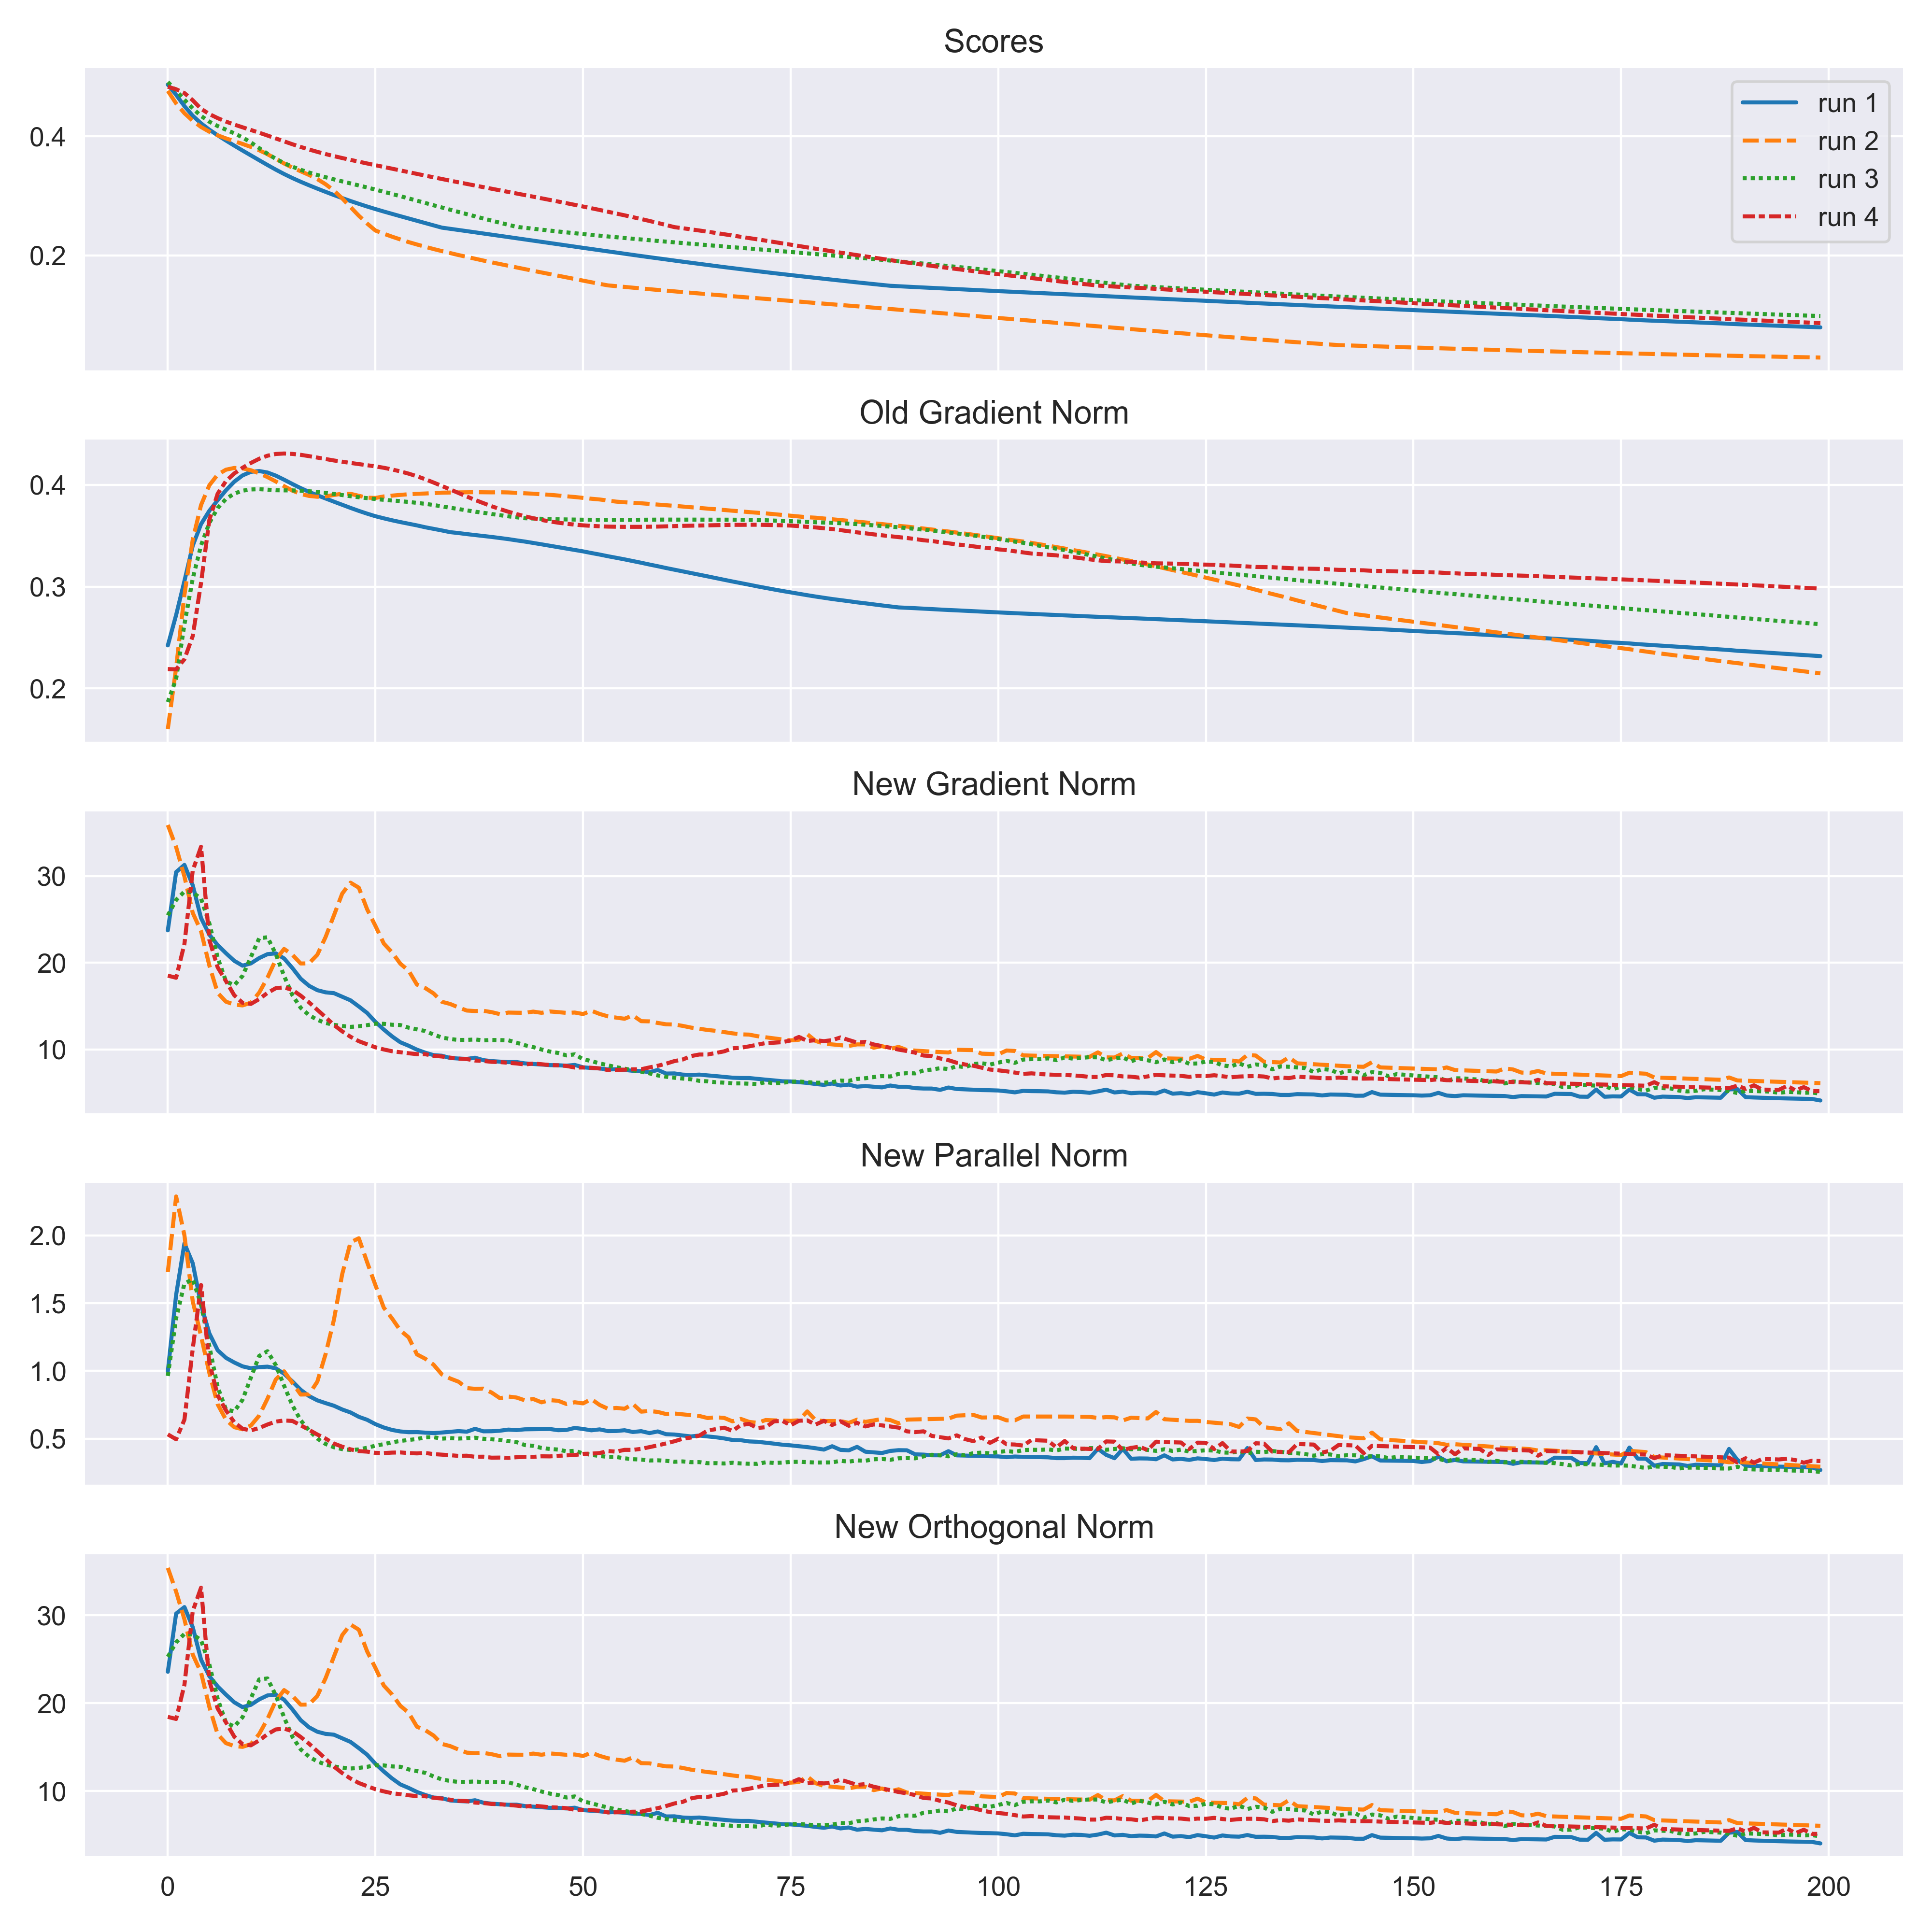 Scores
0.4
0.2
run 1
run 2
run 3
run 4
Old Gradient Norm
0.4
0.3
0.2
New Gradient Norm
30
20
10
New Parallel Norm
2.0
1.5
1.0
0.5
New Orthogonal Norm
30
20
10
0 25 50 75 100 125 150 175 200